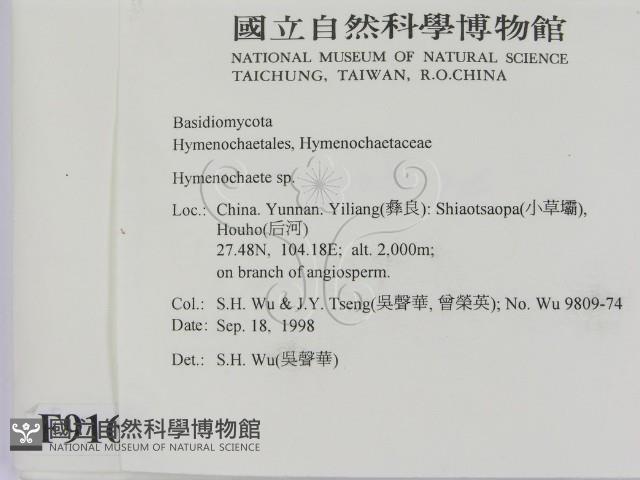 國立自然科學博物館
NATIONAL MUSEUM OF NATURAL SCIENCE
TAICHUNG, TAIWAN, R.O.CHINA
Basidiomycota
Hymenochaetales, Hymenochaetaceae
Hymenochaete sp.
Loc.: China. Yunnan. Yiliang(彝良): Shiaotsaopa(小草壩),
Houho(后河)
27.48N, 104.18E; alt. 2,000m;
on branch of angiosperm.
Col.: S.H. Wu & J.Y. Tseng(吳聲華, 曾榮英); No. Wu 9809-74
Date: Sep. 18, 1998
Det.: S.H. Wu(吳聲華)
國立自然科學博物館
NATIONAL MUSEUM OF NATURAL SCIENCE